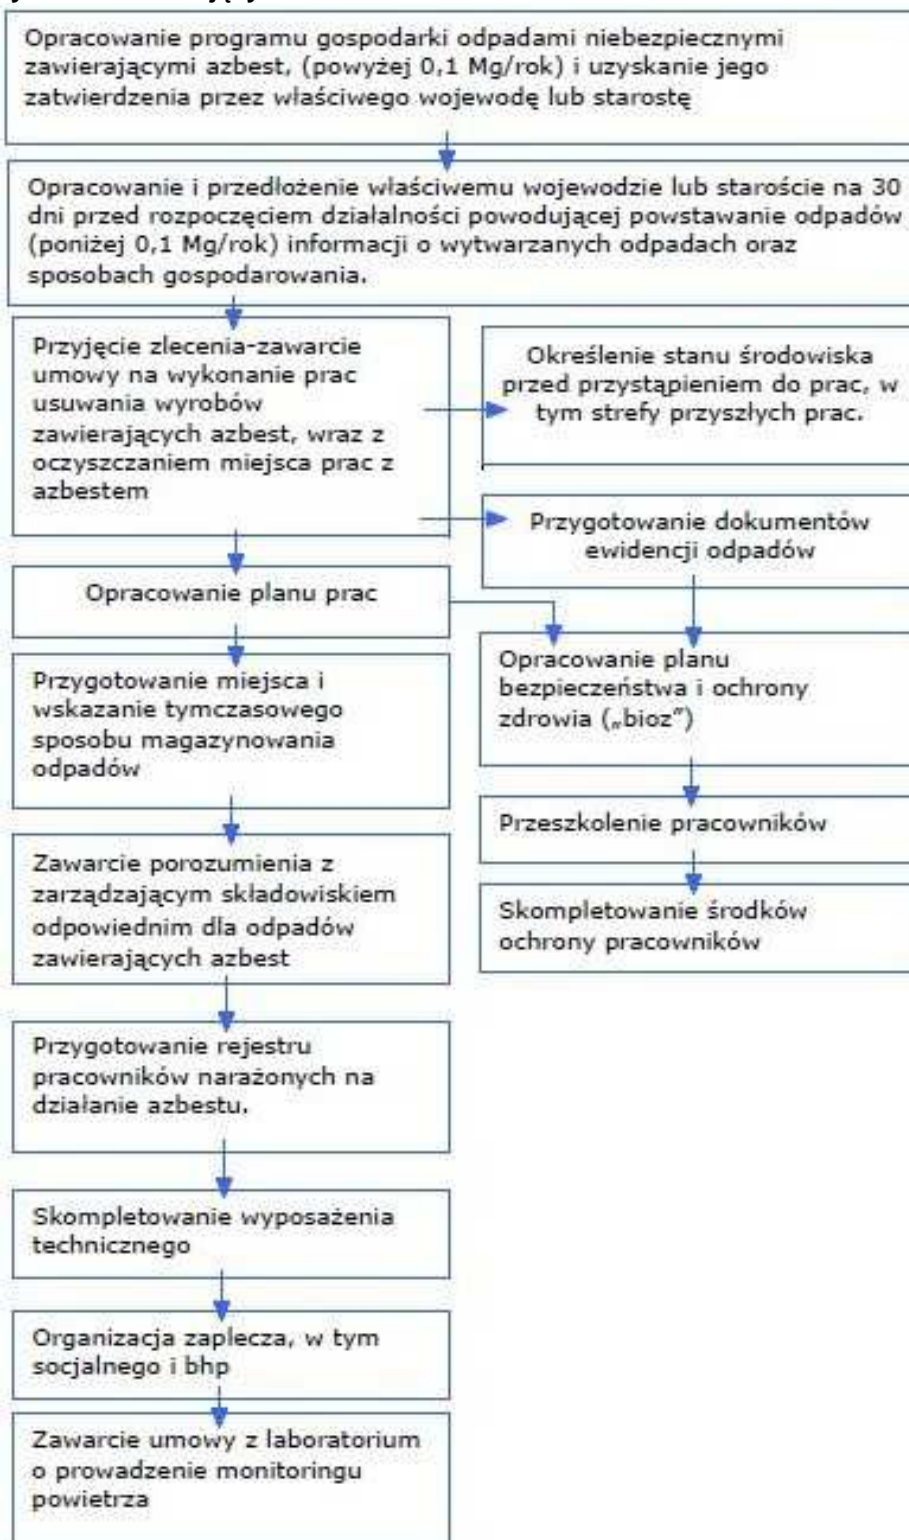 Opracowanie programu gospodarki odpadami niebezpiecznymi
zawierającymi azbest, (powyżej 0,1 Mg/rok) i uzyskanie jego
zatwierdzenia przez właściwego wojewodę lub starostę
Opracowanie i przedłożenie właściwemu wojewodzie lub staroście na 30
dni przed rozpoczęciem działalności powodującej powstawanie odpadów
(poniżej 0,1 Mg/rok) informacji o wytwarzanych odpadach oraz
sposobach gospodarowania.
Przyjęcie zlecenia-zawarcie
umowy na wykonanie prac
usuwania wyrobów
zawierających azbest, wraz z
oczyszczaniem miejsca prac z
azbestem
Określenie stanu środowiska
przed przystąpieniem do prac, w
tym strefy przyszłych prac.
Przygotowanie dokumentów
ewidencji odpadów
Opracowanie planu prac
Opracowanie planu
bezpieczeństwa i ochrony
zdrowia („bioz”)
Przygotowanie miejsca i
wskazanie tymczasowego
sposobu magazynowania
odpadów
Przeszkolenie pracowników
Zawarcie porozumienia z
zarządzającym składowiskiem
odpowiednim dla odpadów
zawierających azbest
Skompletowanie środków
ochrony pracowników
Przygotowanie rejestru
pracowników narażonych na
działanie azbestu.
Skompletowanie wyposażenia
technicznego
Organizacja zaplecza, w tym
socjalnego i bhp
Zawarcie umowy z laboratorium
o prowadzenie monitoringu
powietrza